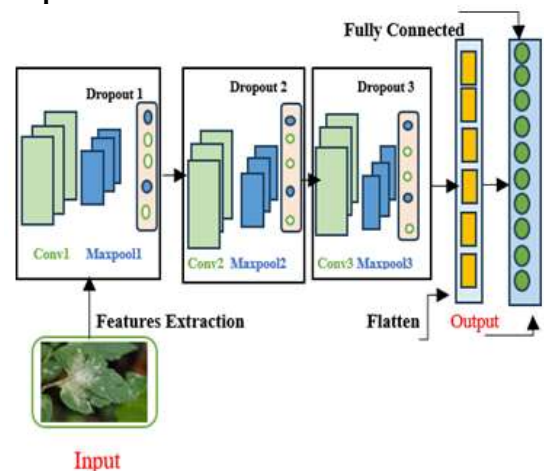 Fully Connected
Dropout 1
Dropout 2
Dropout 3
Conv1 Maxpool1
Conv2 Maxpool2
Conv3 Maxpool3
Features Extraction
Flatten
Output
Input